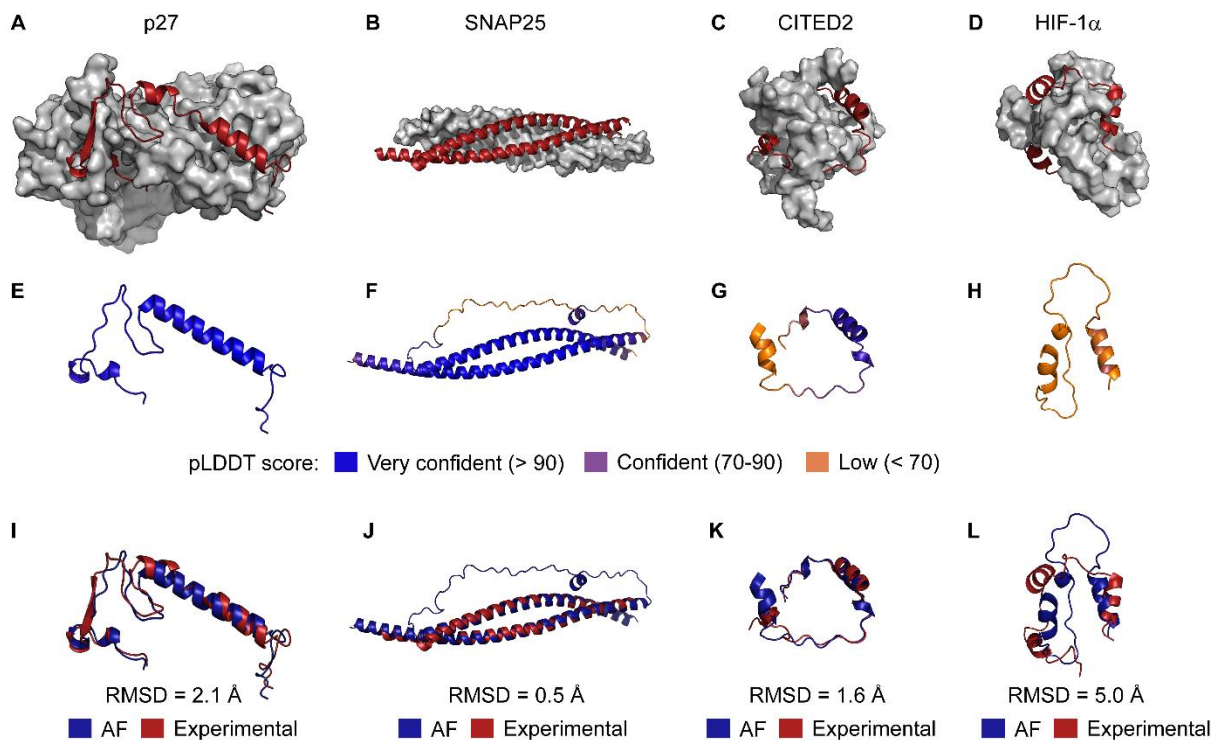 A p27 B SNAP25 C CITED2 D HIF-1α
E F G H
pLDDT score: Very confident (> 90) Confident (70-90) Low (< 70)
I J K L
RMSD = 2.1 Å RMSD = 0.5 Å RMSD = 1.6 Å RMSD = 5.0 Å
AF Experimental AF Experimental AF Experimental AF Experimental